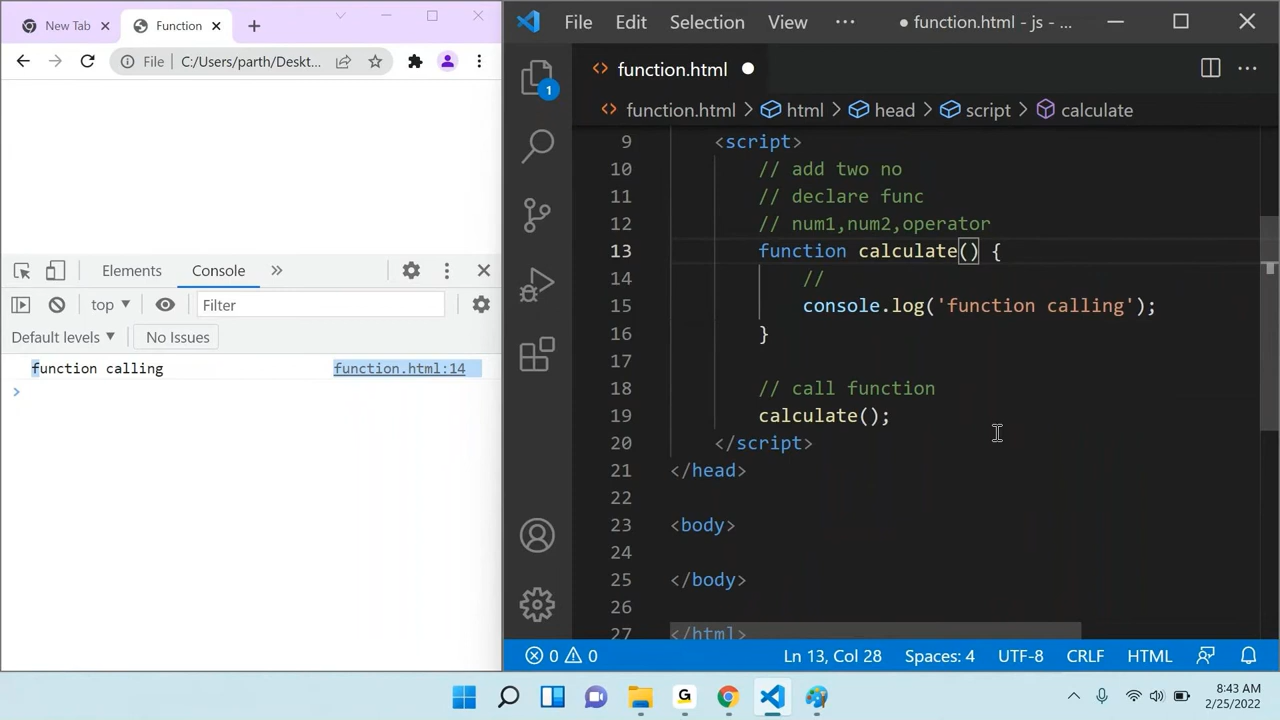 New Tab
Function
File C:/Users/parth/Deskt...
Elements Console
top Filter
Default levels No Issues
function calling function.html:14
File Edit Selection View
● function.html - js - ...
1
function.html
function.html html head script calculate
9 <script>
10 // add two no
11 // declare func
12 // num1,num2,operator
13 function calculate() {
14 //
15 console.log('function calling');
16 }
17
18 // call function
19 calculate();
20 </script>
21 </head>
22
23 <body>
24
25 </body>
26
27 </html>
0 0 Ln 13, Col 28 Spaces: 4 UTF-8 CRLF HTML
G
8:43 AM
2/25/2022